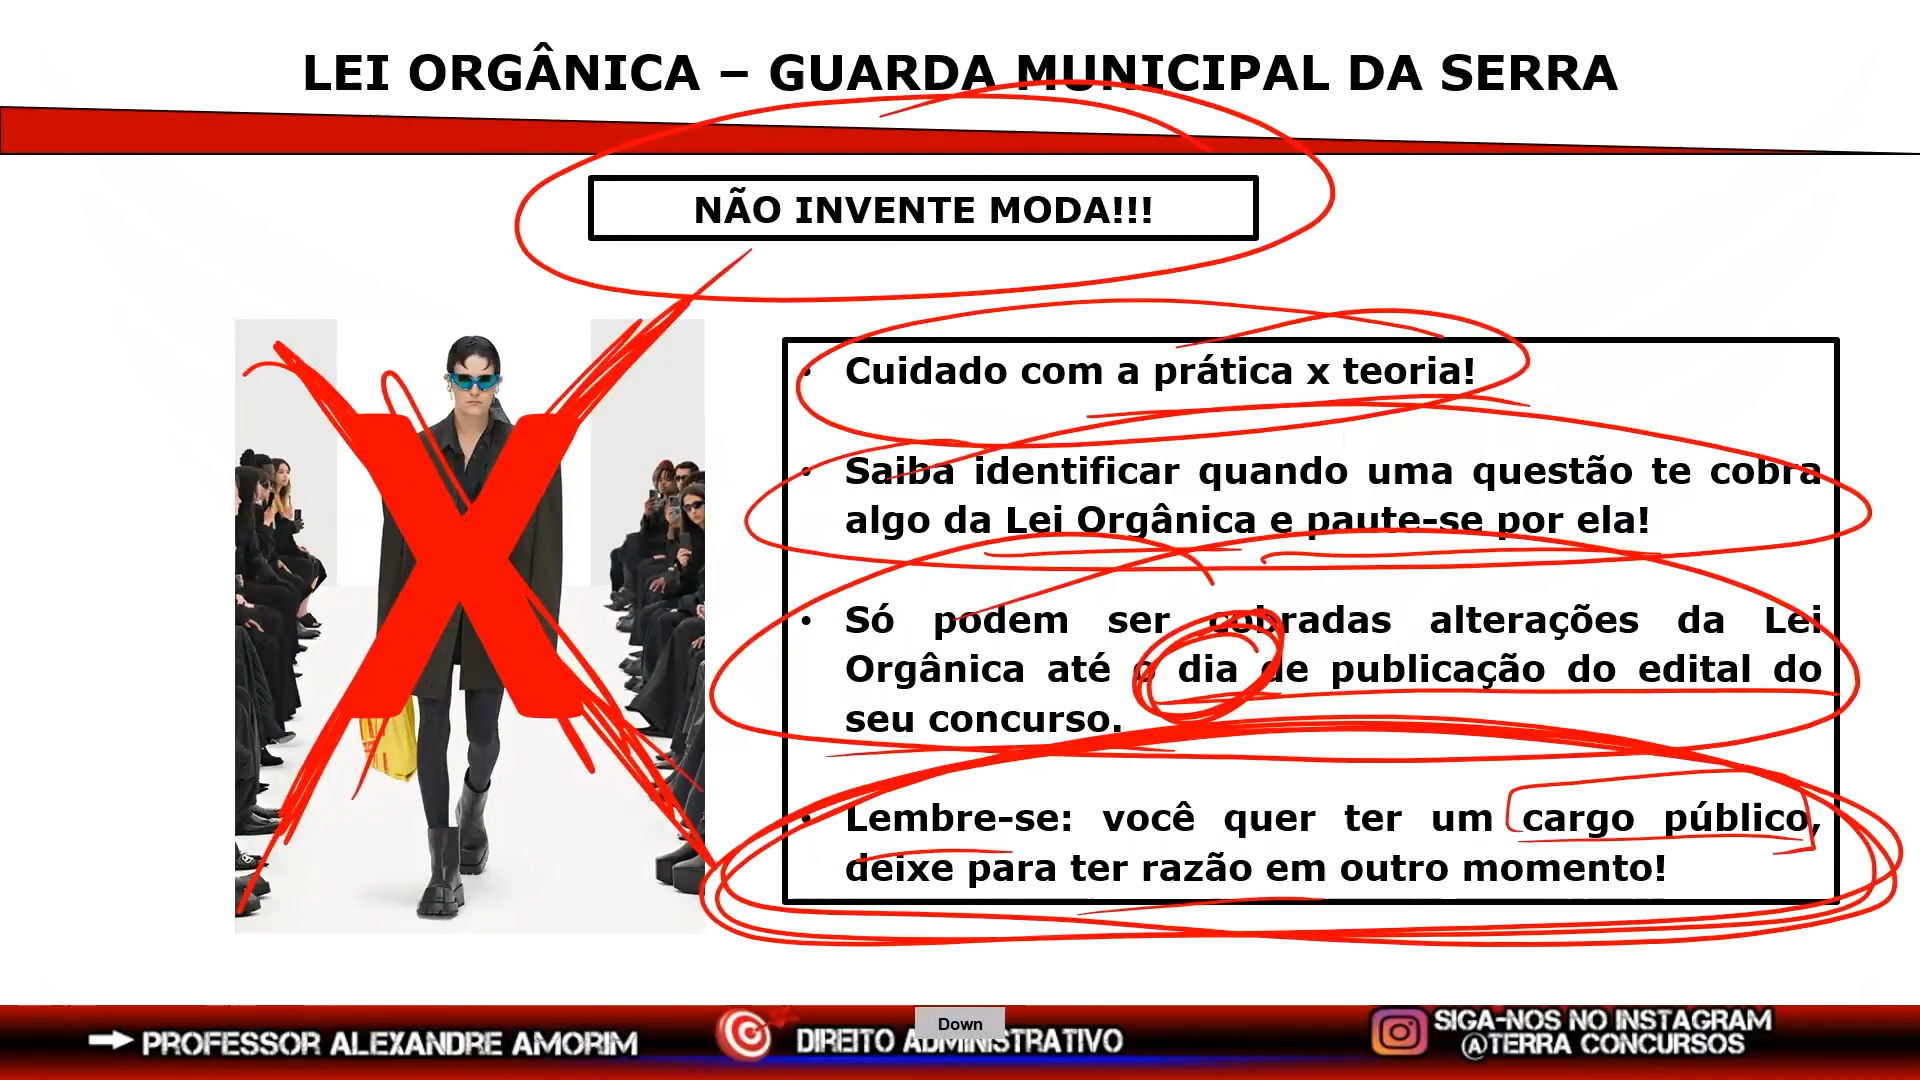 LEI ORGÂNICA – GUARDA MUNICIPAL DA SERRA
NÃO INVENTE MODA!!!
• Cuidado com a prática x teoria!
• Saiba identificar quando uma questão te cobra
algo da Lei Orgânica e paute-se por ela!
• Só podem ser cobradas alterações da Lei
Orgânica até o dia de publicação do edital do
seu concurso.
• Lembre-se: você quer ter um cargo público,
deixe para ter razão em outro momento!
PROFESSOR ALEXANDRE AMORIM
DIREITO ADMINISTRATIVO
Down
SIGA-NOS NO INSTAGRAM
@TERRA CONCURSOS